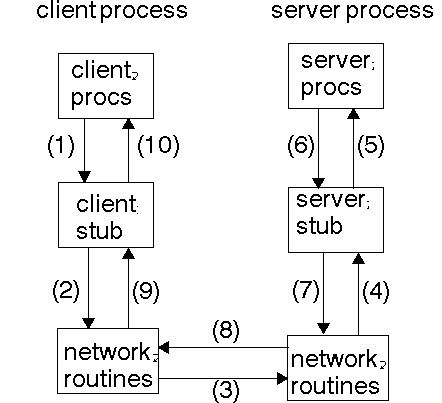 client process
server process
client
procs
server
procs
(1)
(10)
(6)
(5)
client
stub
server
stub
(2)
(9)
(7)
(4)
(8)
network
routines
(3)
network
routines